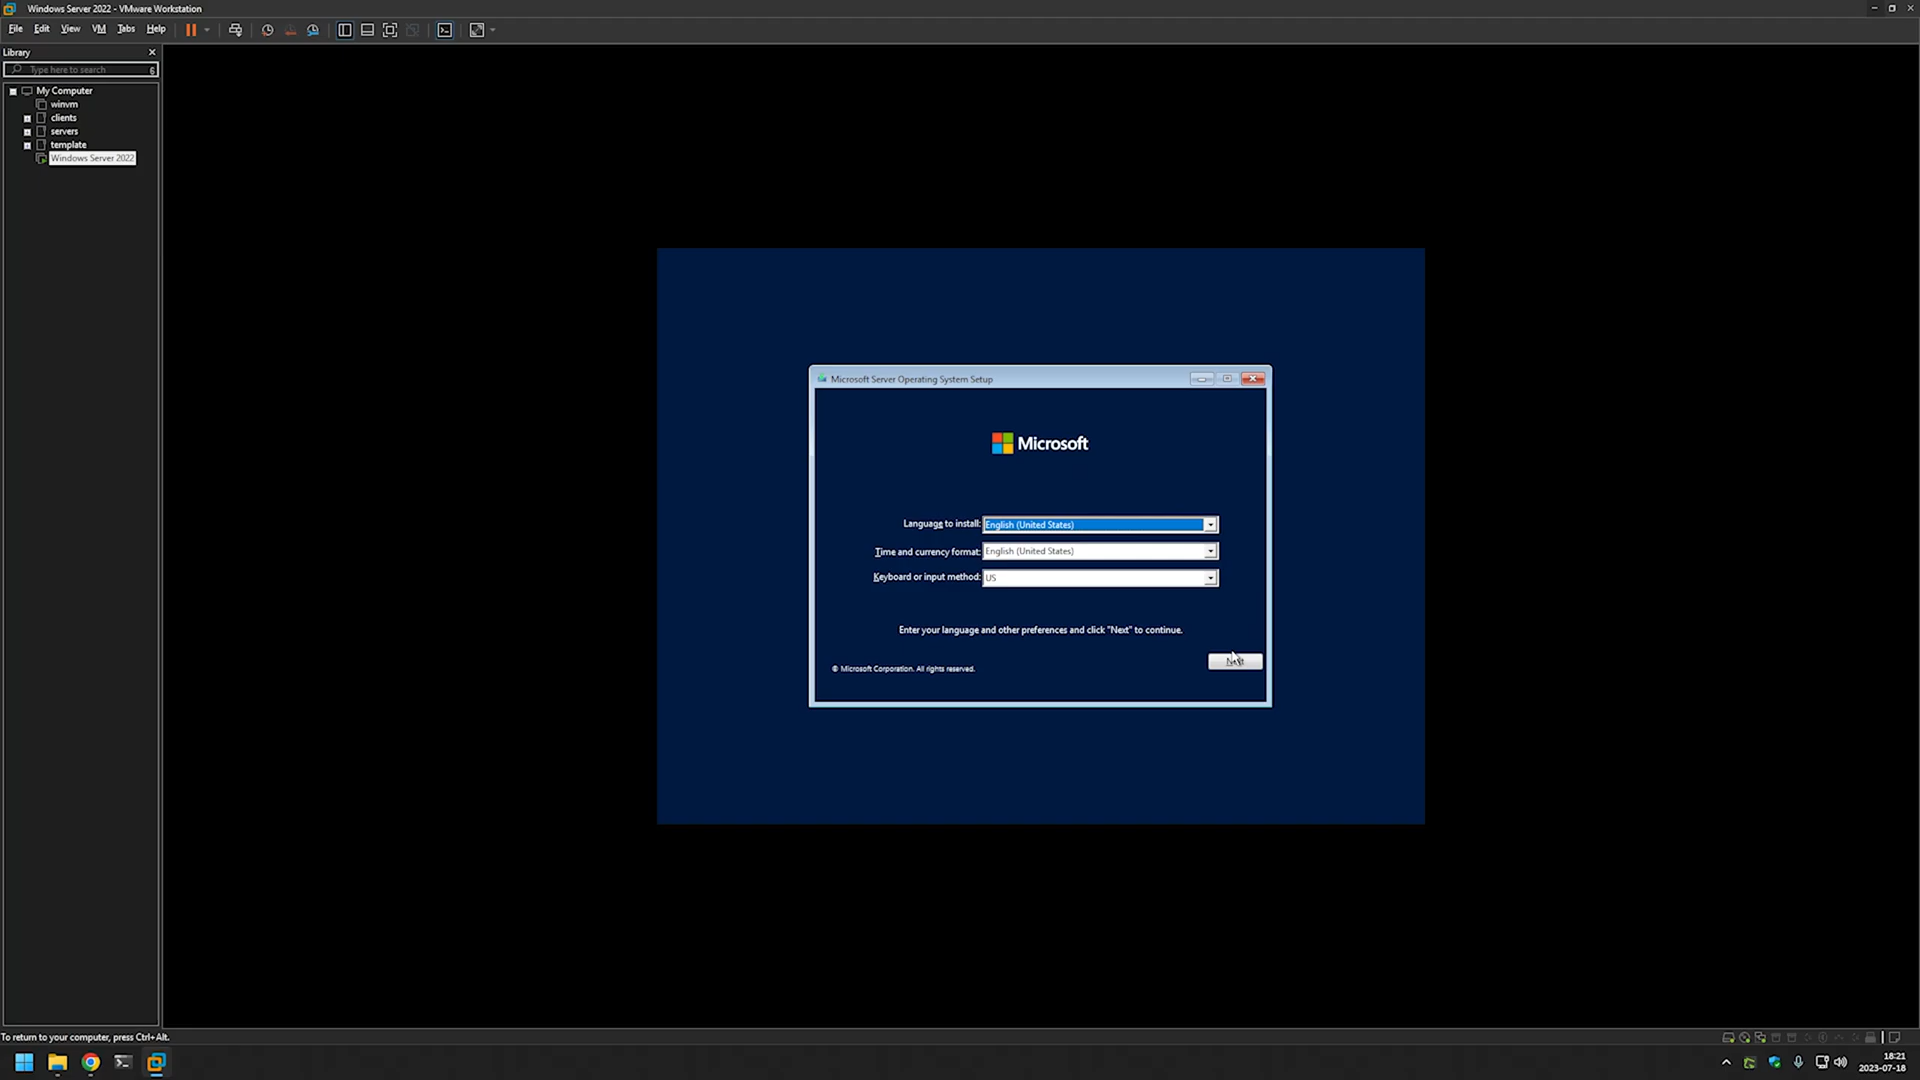 Windows Server 2022 - VMware Workstation
File Edit View VM Tabs Help
Library
Type here to search
My Computer
winvm
clients
servers
template
Windows Server 2022
Microsoft Server Operating System Setup
Microsoft
Language to install: English (United States)
Time and currency format: English (United States)
Keyboard or input method: US
Enter your language and other preferences and click "Next" to continue.
Next
© Microsoft Corporation. All rights reserved.
To return to your computer, press Ctrl+Alt.
18:21
2023-07-18